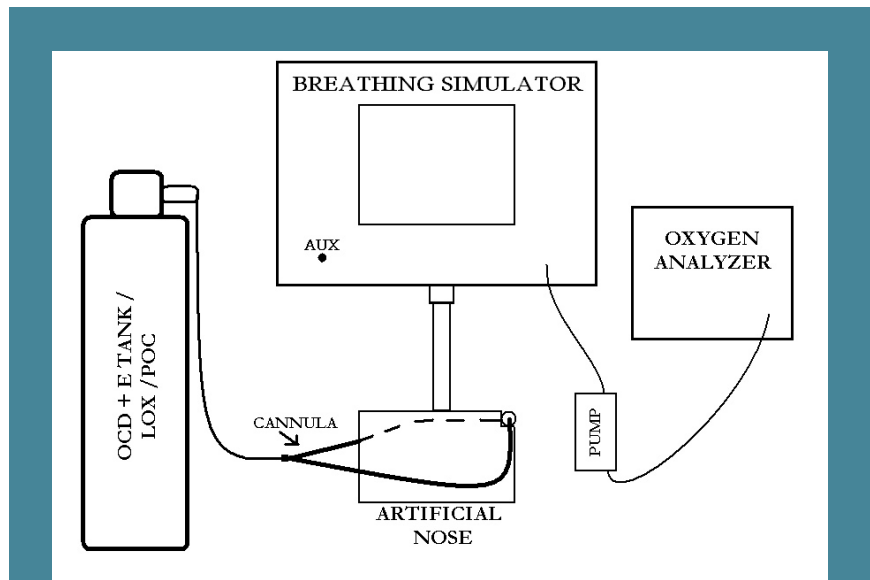 BREATHING SIMULATOR
AUX
OXYGEN
ANALYZER
OCD + E TANK /
LOX / POC
CANNULA
PUMP
ARTIFICIAL
NOSE